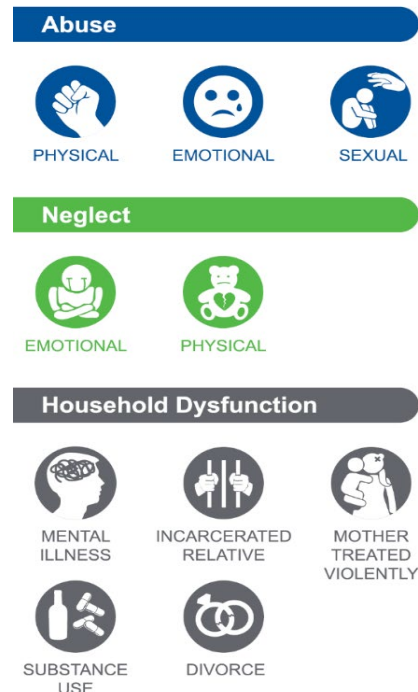 Abuse
PHYSICAL EMOTIONAL SEXUAL
Neglect
EMOTIONAL PHYSICAL
Household Dysfunction
MENTAL INCARCERATED MOTHER
ILLNESS RELATIVE TREATED
VIOLENTLY
SUBSTANCE DIVORCE
USE